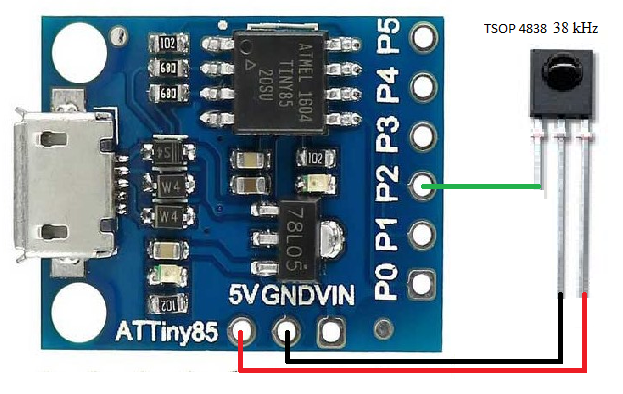 TSOP 4838 38 kHz
P5
P4
P3
P2
P1
P0
102
680
680
ATMEL 1604
TINY85
20SU
S4
W4
W4
102
78L05
102
5V GND VIN
ATTiny85